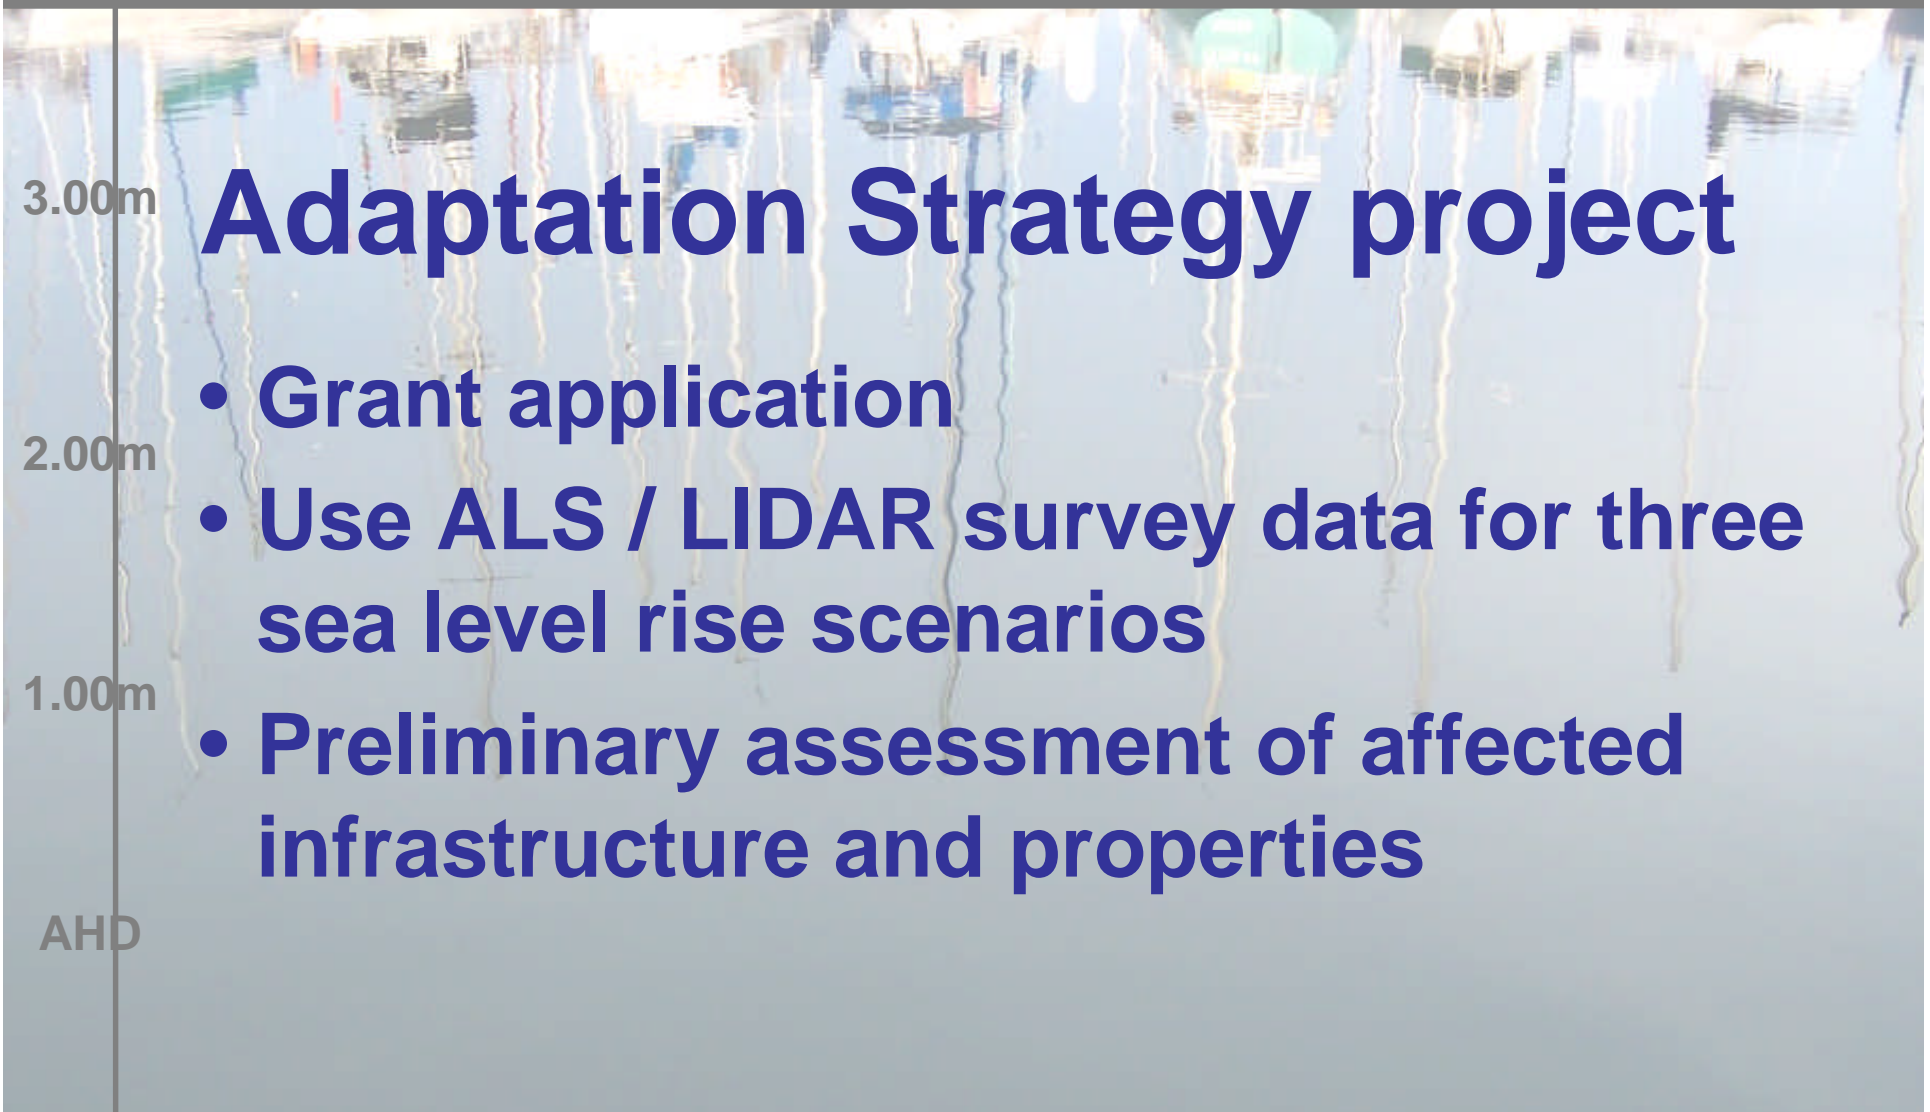 3.00m
Adaptation Strategy project
• Grant application
2.00m
• Use ALS / LIDAR survey data for three
sea level rise scenarios
1.00m
• Preliminary assessment of affected
infrastructure and properties
AHD